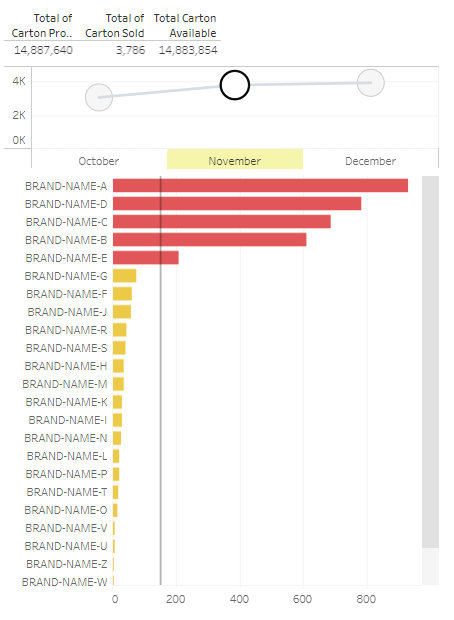 Total of Total of Total Carton
Carton Pro.. Carton Sold Available
14,887,640 3,786 14,883,854
4K
2K
0K
October November December
BRAND-NAME-A
BRAND-NAME-D
BRAND-NAME-C
BRAND-NAME-B
BRAND-NAME-E
BRAND-NAME-G
BRAND-NAME-F
BRAND-NAME-J
BRAND-NAME-R
BRAND-NAME-S
BRAND-NAME-H
BRAND-NAME-M
BRAND-NAME-K
BRAND-NAME-I
BRAND-NAME-N
BRAND-NAME-L
BRAND-NAME-P
BRAND-NAME-T
BRAND-NAME-O
BRAND-NAME-V
BRAND-NAME-U
BRAND-NAME-Z
BRAND-NAME-W
0 200 400 600 800